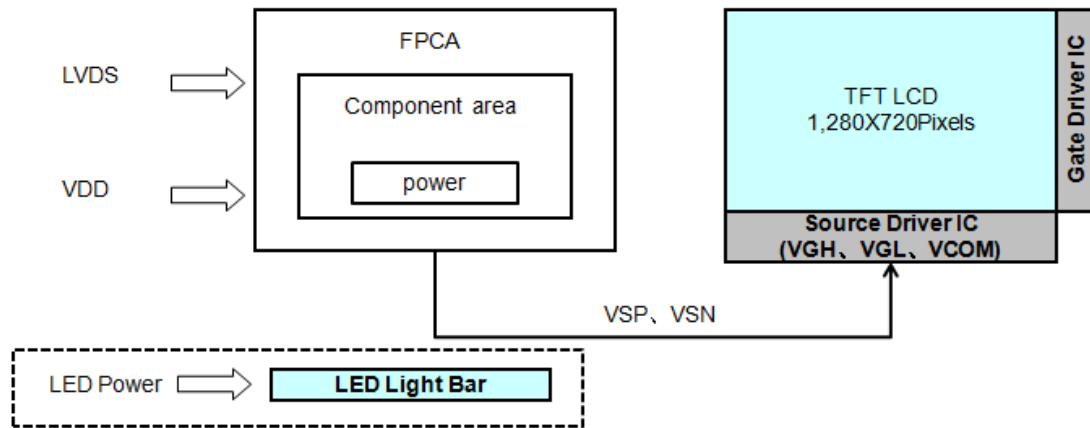 FPCA
LVDS
Component area
VDD
power
TFT LCD
1,280X720Pixels
Gate Driver IC
Source Driver IC
(VGH、VGL、VCOM)
VSP、VSN
LED Power
LED Light Bar